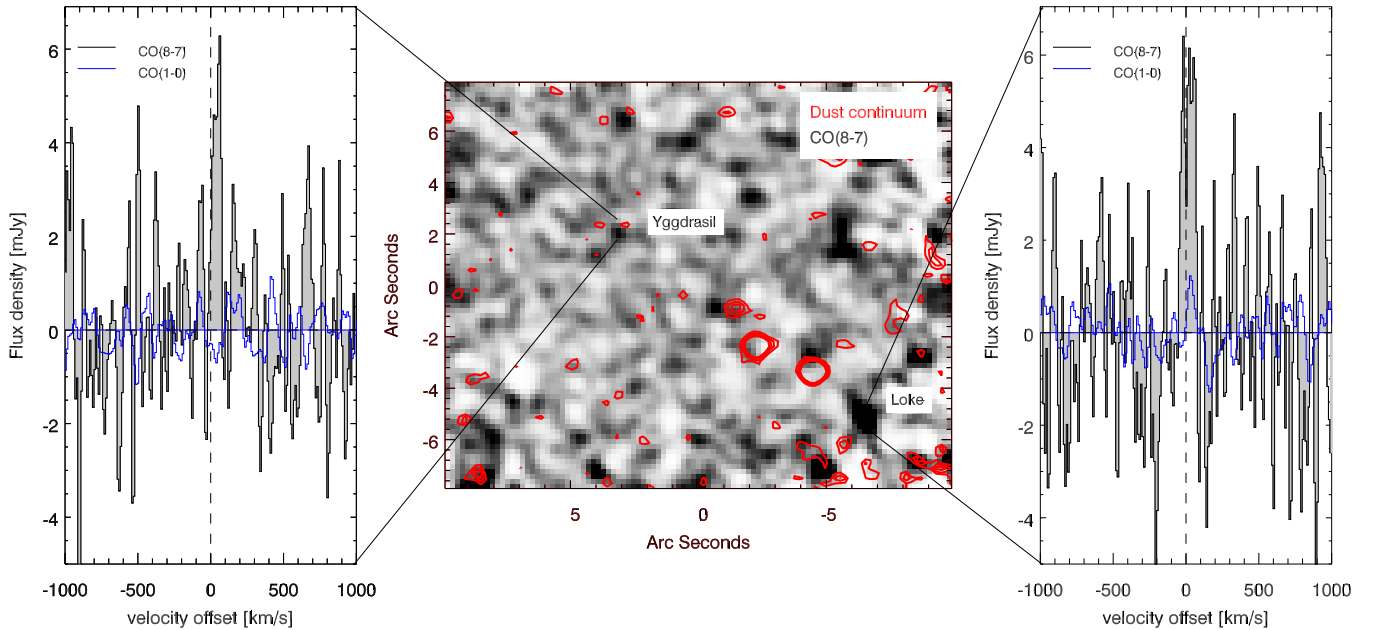 CO(8-7)
CO(1-0)
6
4
2
0
-2
-4
Flux density [mJy]
-1000 -500 0 500 1000
velocity offset [km/s]
Dust continuum
CO(8-7)
Yggdrasil
Loke
6
4
2
0
-2
-4
-6
Arc Seconds
5 0 -5
Arc Seconds
CO(8-7)
CO(1-0)
6
4
2
0
-2
-4
Flux density [mJy]
-1000 -500 0 500 1000
velocity offset [km/s]